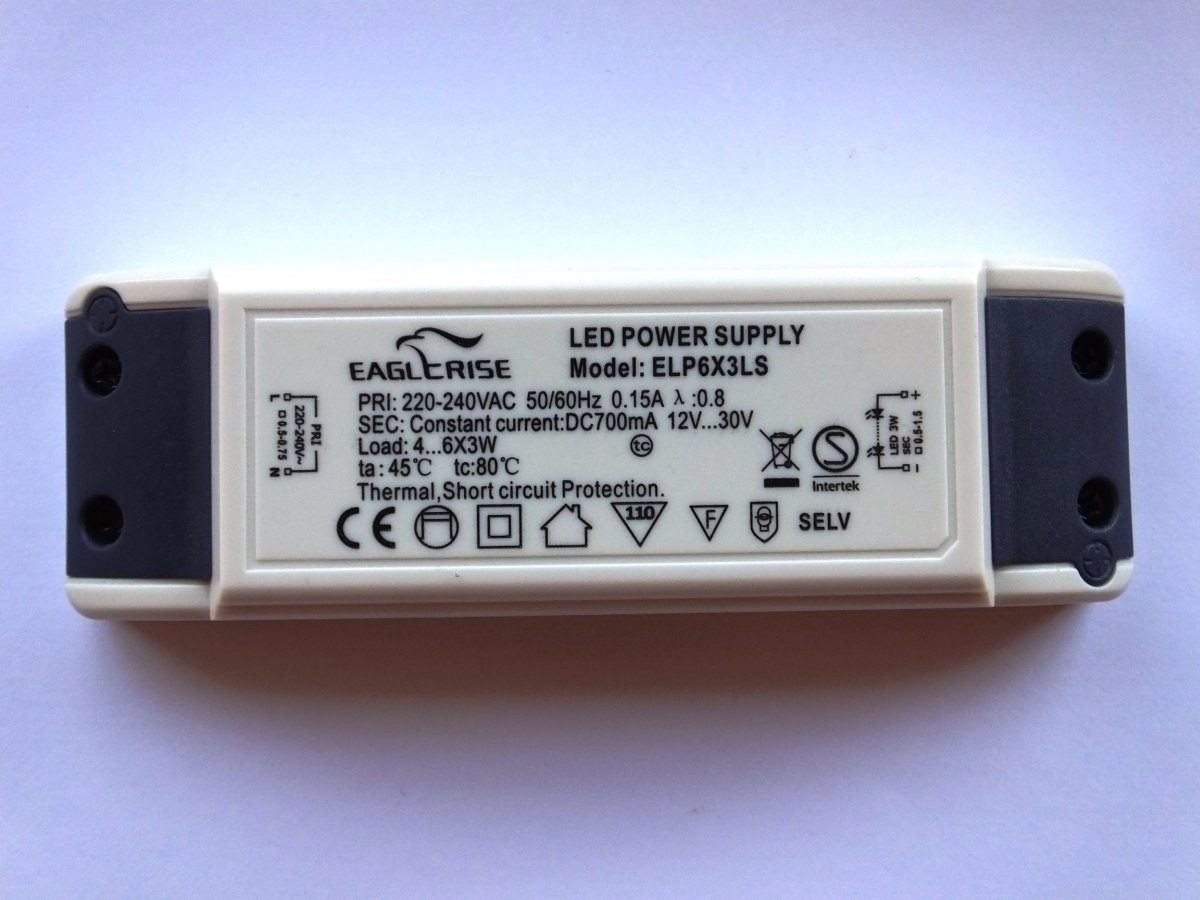 EAGLERISE
LED POWER SUPPLY
Model: ELP6X3LS
PRI: 220-240VAC 50/60Hz 0.15A λ:0.8
SEC: Constant current:DC700mA 12V...30V
Load: 4...6X3W
tc
ta:45℃ tc:80℃
Thermal,Short circuit Protection.
Intertek
CE
110
F
SELV
L
PRI
220-240V~
0.5-0.75
N
+
LED 3W
SEC
0.5-1.5
-